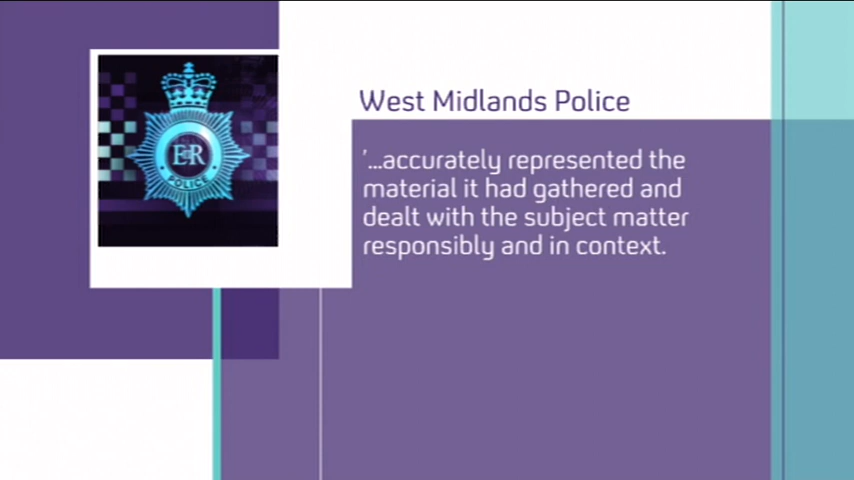 West Midlands Police
'...accurately represented the
material it had gathered and
dealt with the subject matter
responsibly and in context.
EIIR
POLICE